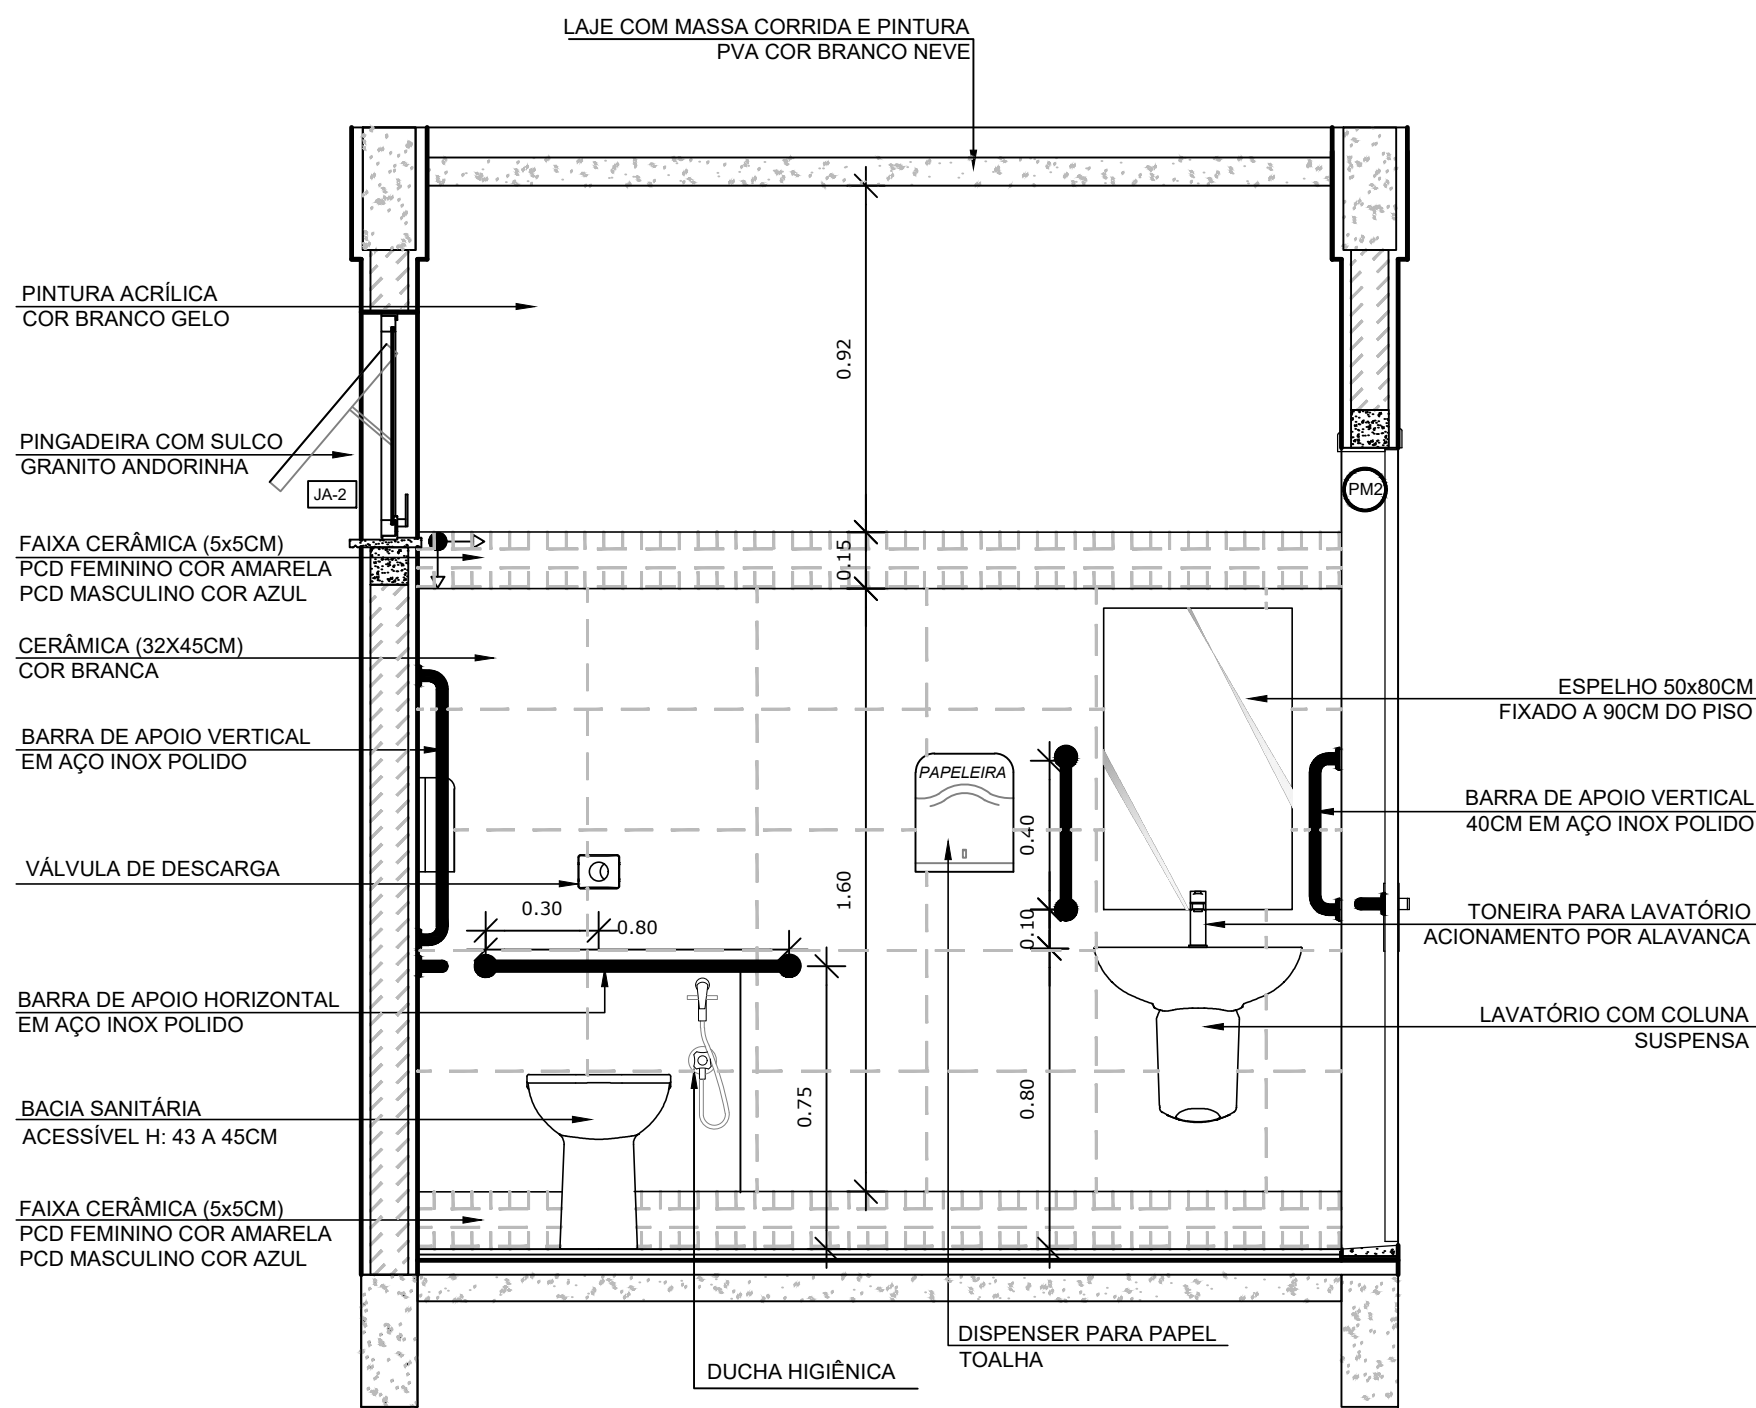 LAJE COM MASSA CORRIDA E PINTURA
PVA COR BRANCO NEVE
PINTURA ACRÍLICA
COR BRANCO GELO
0.92
PINGADEIRA COM SULCO
GRANITO ANDORINHA
JA-2
PM2
FAIXA CERÂMICA (5x5CM)
PCD FEMININO COR AMARELA
PCD MASCULINO COR AZUL
0.15
CERÂMICA (32X45CM)
COR BRANCA
ESPELHO 50x80CM
FIXADO A 90CM DO PISO
BARRA DE APOIO VERTICAL
EM AÇO INOX POLIDO
PAPELEIRA
BARRA DE APOIO VERTICAL
40CM EM AÇO INOX POLIDO
0.40
VÁLVULA DE DESCARGA
1.60
0.30
0.80
0.10
TONEIRA PARA LAVATÓRIO
ACIONAMENTO POR ALAVANCA
BARRA DE APOIO HORIZONTAL
EM AÇO INOX POLIDO
LAVATÓRIO COM COLUNA
SUSPENSA
0.75
0.80
BACIA SANITÁRIA
ACESSÍVEL H: 43 A 45CM
FAIXA CERÂMICA (5x5CM)
PCD FEMININO COR AMARELA
PCD MASCULINO COR AZUL
DISPENSER PARA PAPEL
TOALHA
DUCHA HIGIÊNICA